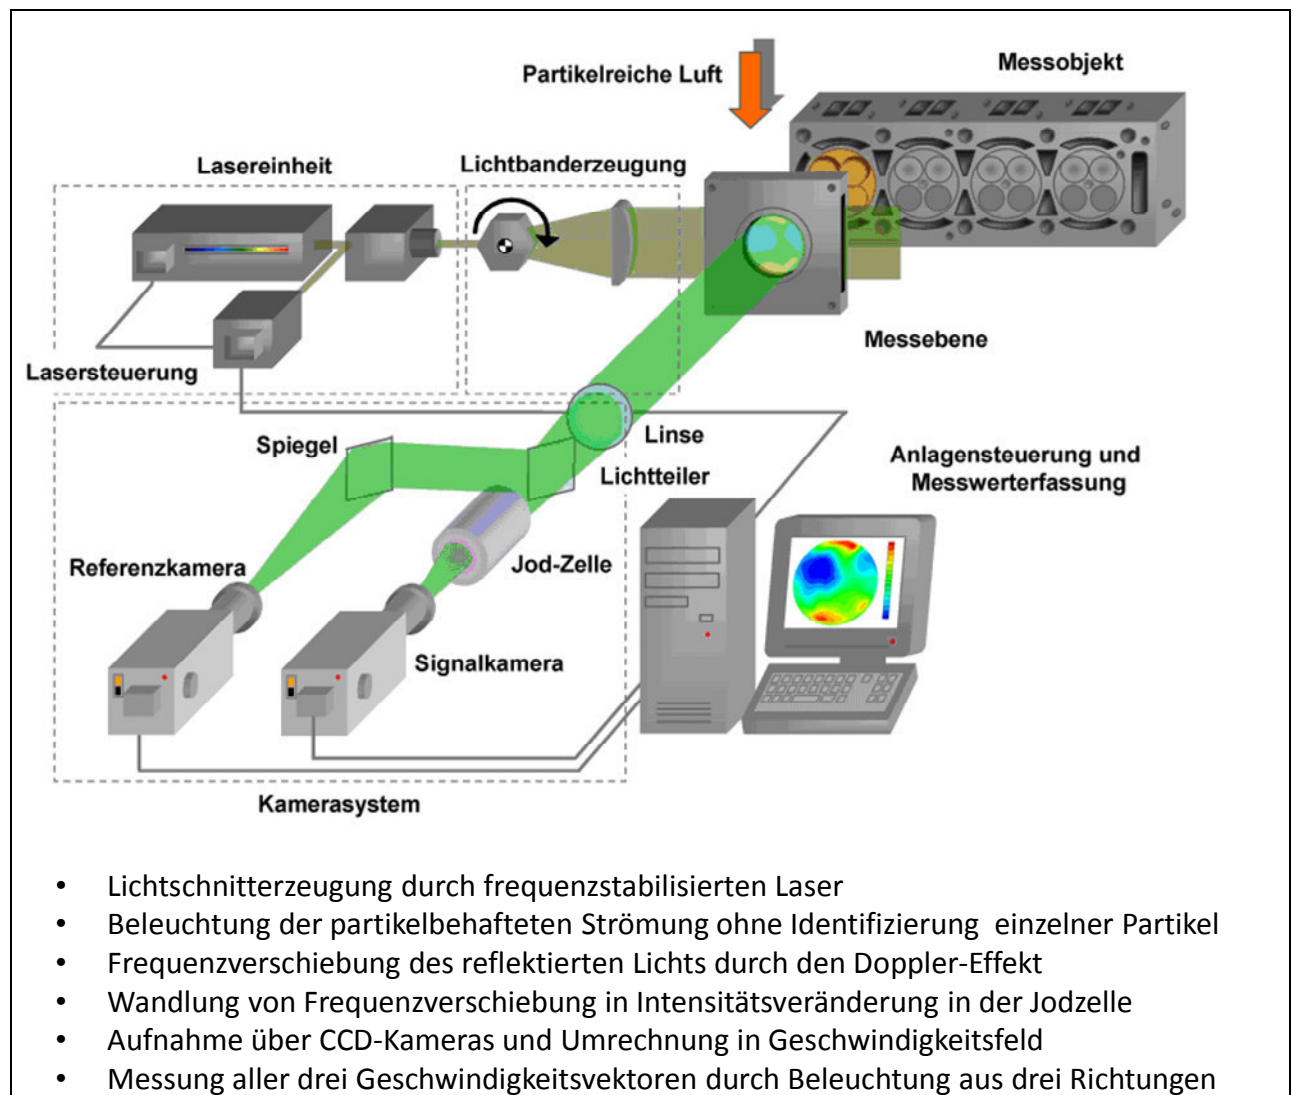 Partikelreiche Luft
Messobjekt
Lasereinheit
Lichtbanderzeugung
Messebene
Lasersteuerung
Spiegel
Linse
Lichtteiler
Anlagensteuerung und
Messwerterfassung
Referenzkamera
Jod-Zelle
Signalkamera
Kamerasystem
• Lichtschnitterzeugung durch frequenzstabilisierten Laser
• Beleuchtung der partikelbehafteten Strömung ohne Identifizierung  einzelner Partikel
• Frequenzverschiebung des reflektierten Lichts durch den Doppler-Effekt
• Wandlung von Frequenzverschiebung in Intensitätsveränderung in der Jodzelle
• Aufnahme über CCD-Kameras und Umrechnung in Geschwindigkeitsfeld
• Messung aller drei Geschwindigkeitsvektoren durch Beleuchtung aus drei Richtungen